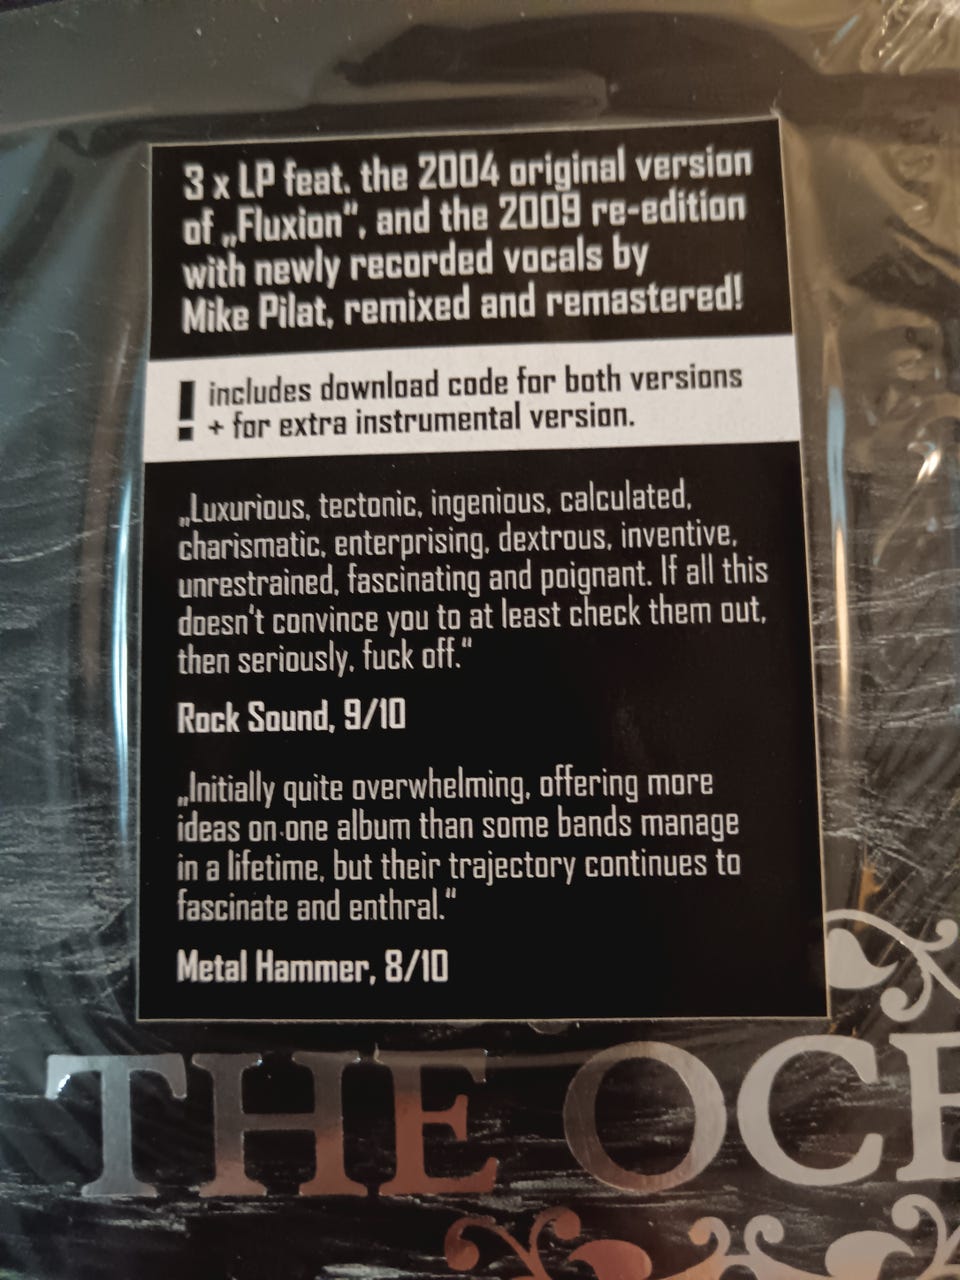 3 x LP feat. the 2004 original version
of „Fluxion“, and the 2009 re-edition
with newly recorded vocals by
Mike Pilat, remixed and remastered!
! includes download code for both versions
+ for extra instrumental version.
„Luxurious, tectonic, ingenious, calculated,
charismatic, enterprising, dextrous, inventive,
unrestrained, fascinating and poignant. If all this
doesn't convince you to at least check them out,
then seriously, fuck off.“
Rock Sound, 9/10
„Initially quite overwhelming, offering more
ideas on one album than some bands manage
in a lifetime, but their trajectory continues to
fascinate and enthral.“
Metal Hammer, 8/10
THE OCE